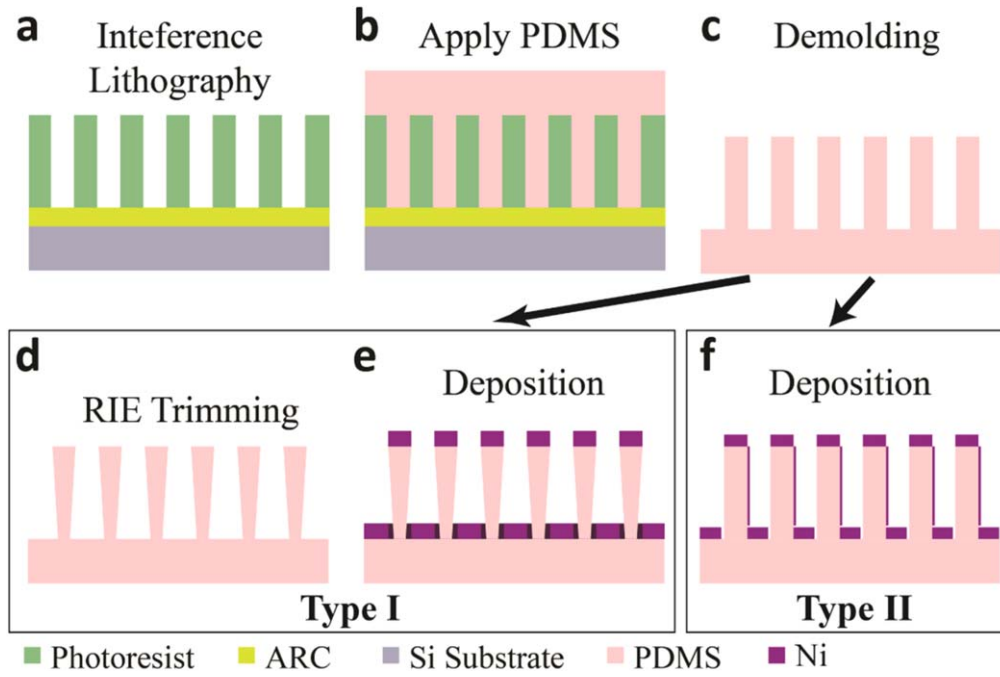 a Inteference
Lithography
b Apply PDMS
c Demolding
d
RIE Trimming
e Deposition
f Deposition
Type I
Type II
Photoresist ARC Si Substrate PDMS Ni